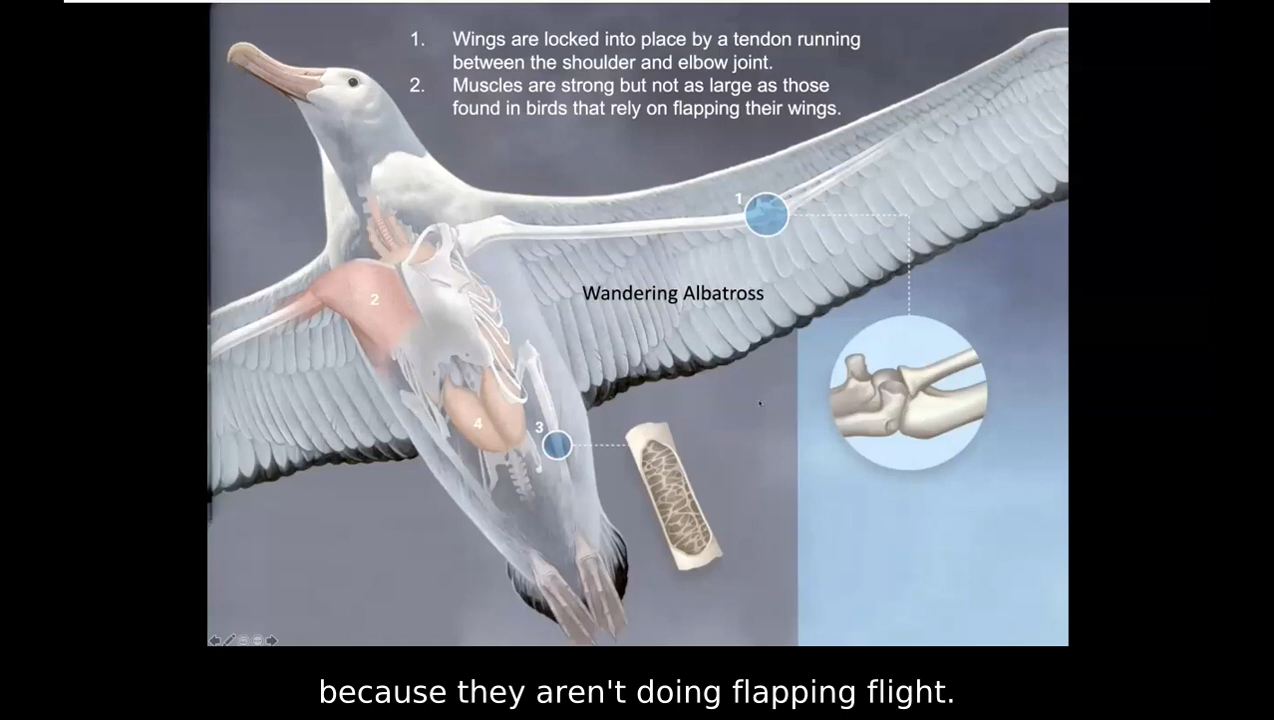 1. Wings are locked into place by a tendon running
between the shoulder and elbow joint.
2. Muscles are strong but not as large as those
found in birds that rely on flapping their wings.
1
2
Wandering Albatross
4
3
because they aren't doing flapping flight.